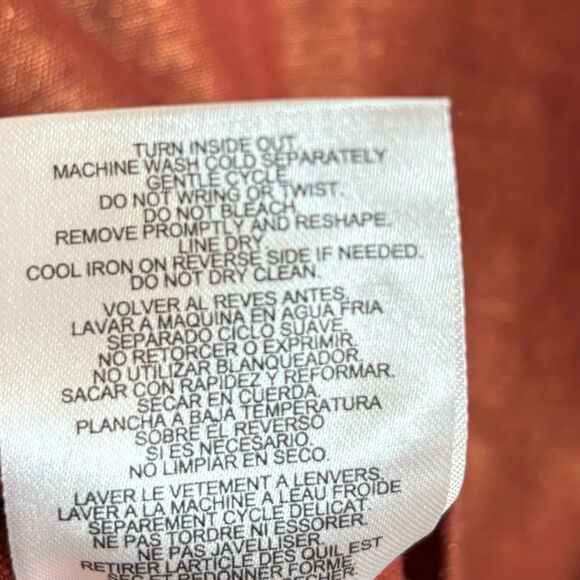 TURN INSIDE OUT.
MACHINE WASH COLD SEPARATELY
GENTLE CYCLE.
DO NOT WRING OR TWIST.
DO NOT BLEACH.
REMOVE PROMPTLY AND RESHAPE.
LINE DRY
COOL IRON ON REVERSE SIDE IF NEEDED.
DO NOT DRY CLEAN.
VOLVER AL REVES ANTES.
LAVAR A MAQUINA EN AGUA FRIA
SEPARADO CICLO SUAVE.
NO RETORCER O EXPRIMIR.
NO UTILIZAR BLANQUEADOR.
SACAR CON RAPIDEZ Y REFORMAR.
SECAR EN CUERDA.
PLANCHA A BAJA TEMPERATURA
SOBRE EL REVERSO
SI ES NECESARIO.
NO LIMPIAR EN SECO.
LAVER LE VETEMENT A LENVERS.
LAVER A LA MACHINE A LEAU FROIDE
SEPAREMENT CYCLE DELICAT.
NE PAS TORDRE NI ESSORER.
NE PAS JAVELLISER.
RETIRER LARTICLES DES QUIL EST
SEC ET REDONNER FORME